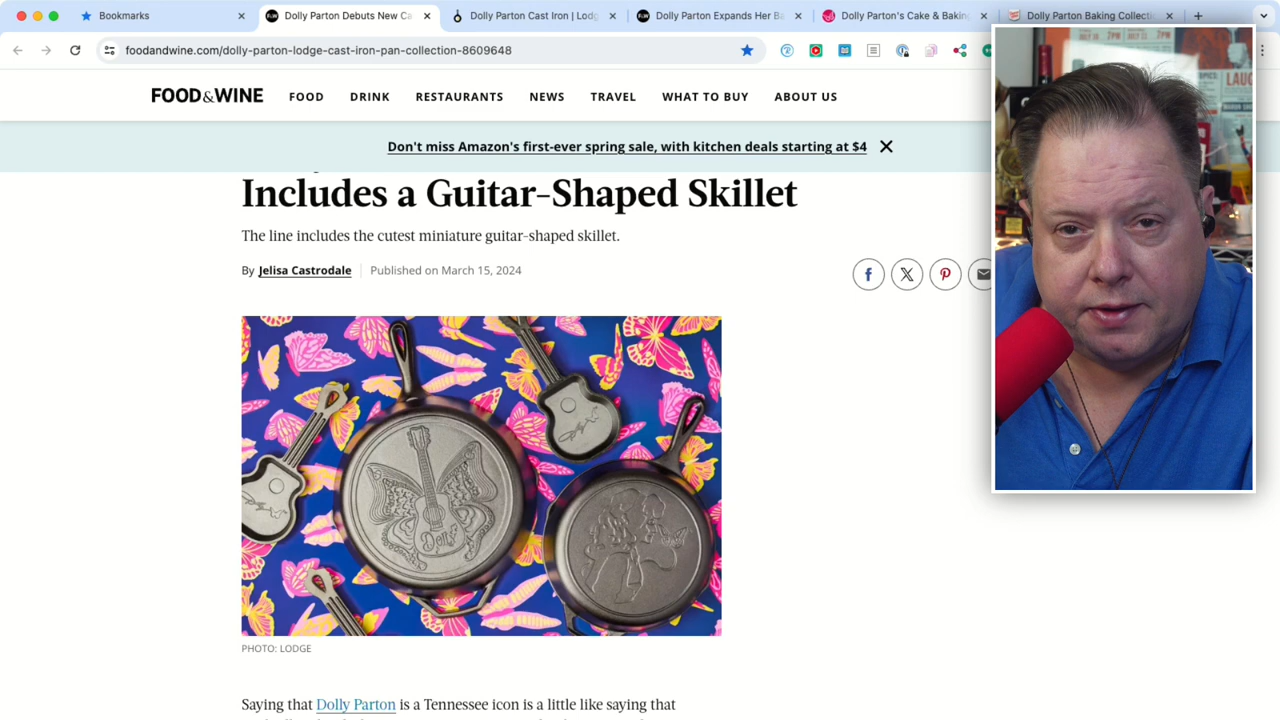 Bookmarks
Dolly Parton Debuts New Ca
Dolly Parton Cast Iron | Lodg
Dolly Parton Expands Her Ba
Dolly Parton's Cake & Baking
Dolly Parton Baking Collecti
foodandwine.com/dolly-parton-lodge-cast-iron-pan-collection-8609648
FOOD&WINE
FOOD
DRINK
RESTAURANTS
NEWS
TRAVEL
WHAT TO BUY
ABOUT US
Don't miss Amazon's first-ever spring sale, with kitchen deals starting at $4
Includes a Guitar-Shaped Skillet
The line includes the cutest miniature guitar-shaped skillet.
By Jelisa Castrodale
Published on March 15, 2024
Dolly
PHOTO: LODGE
Saying that Dolly Parton is a Tennessee icon is a little like saying that